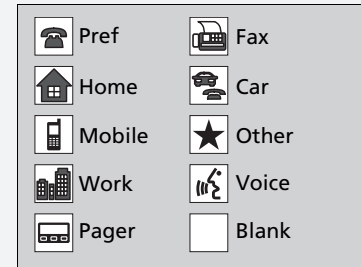 Pref
Home
Mobile
Work
Pager
Fax
Car
Other
Voice
Blank